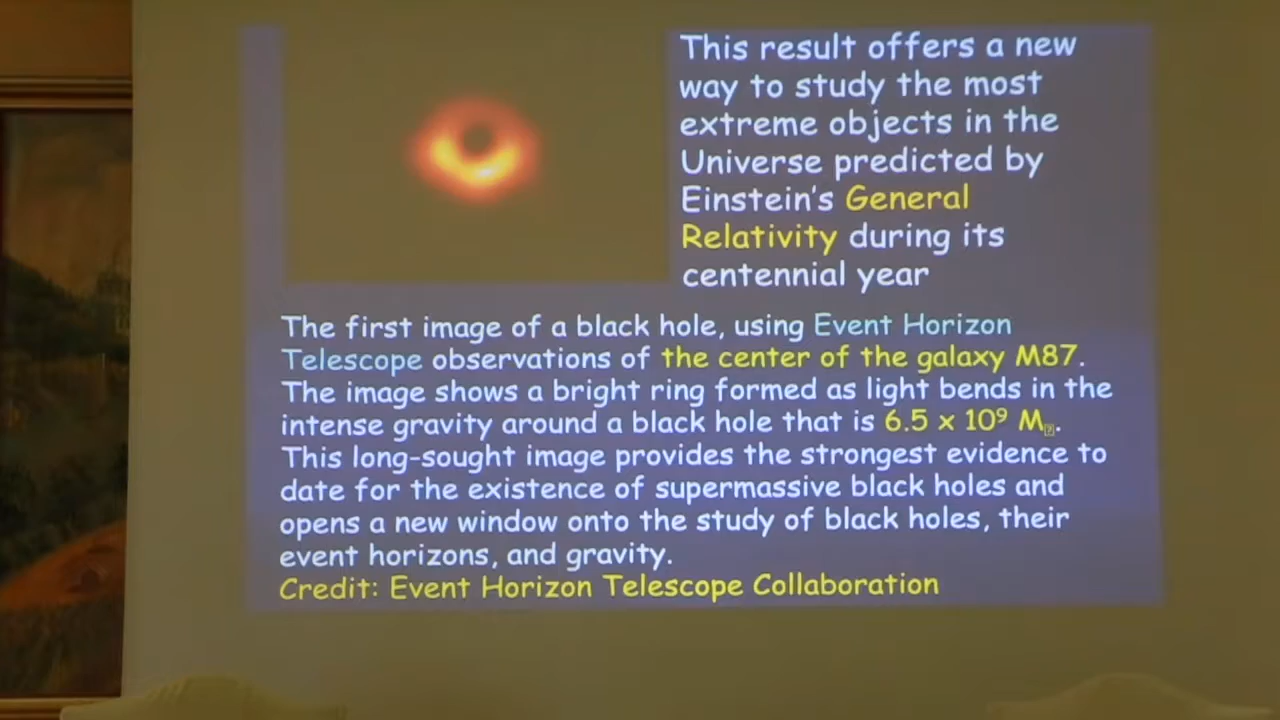 This result offers a new
way to study the most
extreme objects in the
Universe predicted by
Einstein's General
Relativity during its
centennial year
The first image of a black hole, using Event Horizon
Telescope observations of the center of the galaxy M87.
The image shows a bright ring formed as light bends in the
intense gravity around a black hole that is 6.5 x 10⁹ M⍰.
This long-sought image provides the strongest evidence to
date for the existence of supermassive black holes and
opens a new window onto the study of black holes, their
event horizons, and gravity.
Credit: Event Horizon Telescope Collaboration